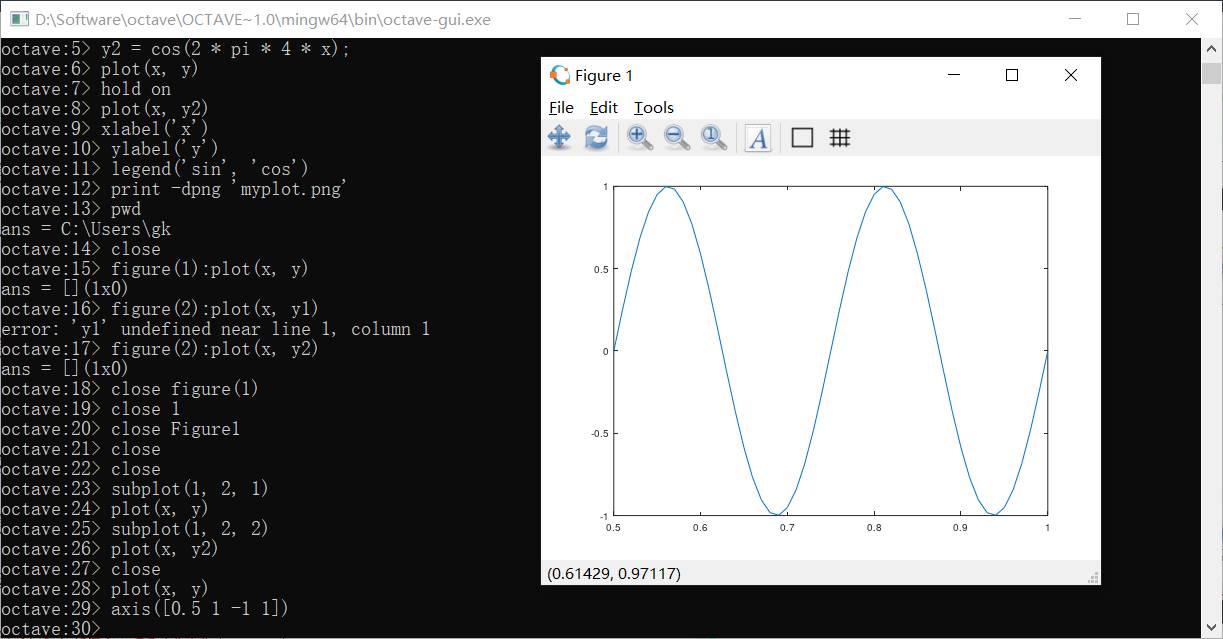 D:\Software\octave\OCTAVE~1.0\mingw64\bin\octave-gui.exe
octave:5> y2 = cos(2 * pi * 4 * x);
octave:6> plot(x, y)
octave:7> hold on
octave:8> plot(x, y2)
octave:9> xlabel('x')
octave:10> ylabel('y')
octave:11> legend('sin', 'cos')
octave:12> print -dpng 'myplot.png'
octave:13> pwd
ans = C:\Users\gk
octave:14> close
octave:15> figure(1):plot(x, y)
ans = [](1x0)
octave:16> figure(2):plot(x, y1)
error: 'y1' undefined near line 1, column 1
octave:17> figure(2):plot(x, y2)
ans = [](1x0)
octave:18> close figure(1)
octave:19> close 1
octave:20> close Figure1
octave:21> close
octave:22> close
octave:23> subplot(1, 2, 1)
octave:24> plot(x, y)
octave:25> subplot(1, 2, 2)
octave:26> plot(x, y2)
octave:27> close
octave:28> plot(x, y)
octave:29> axis([0.5 1 -1 1])
octave:30>
Figure 1
File Edit Tools
A
1
0.5
0
-0.5
-1
0.5 0.6 0.7 0.8 0.9 1
(0.61429, 0.97117)